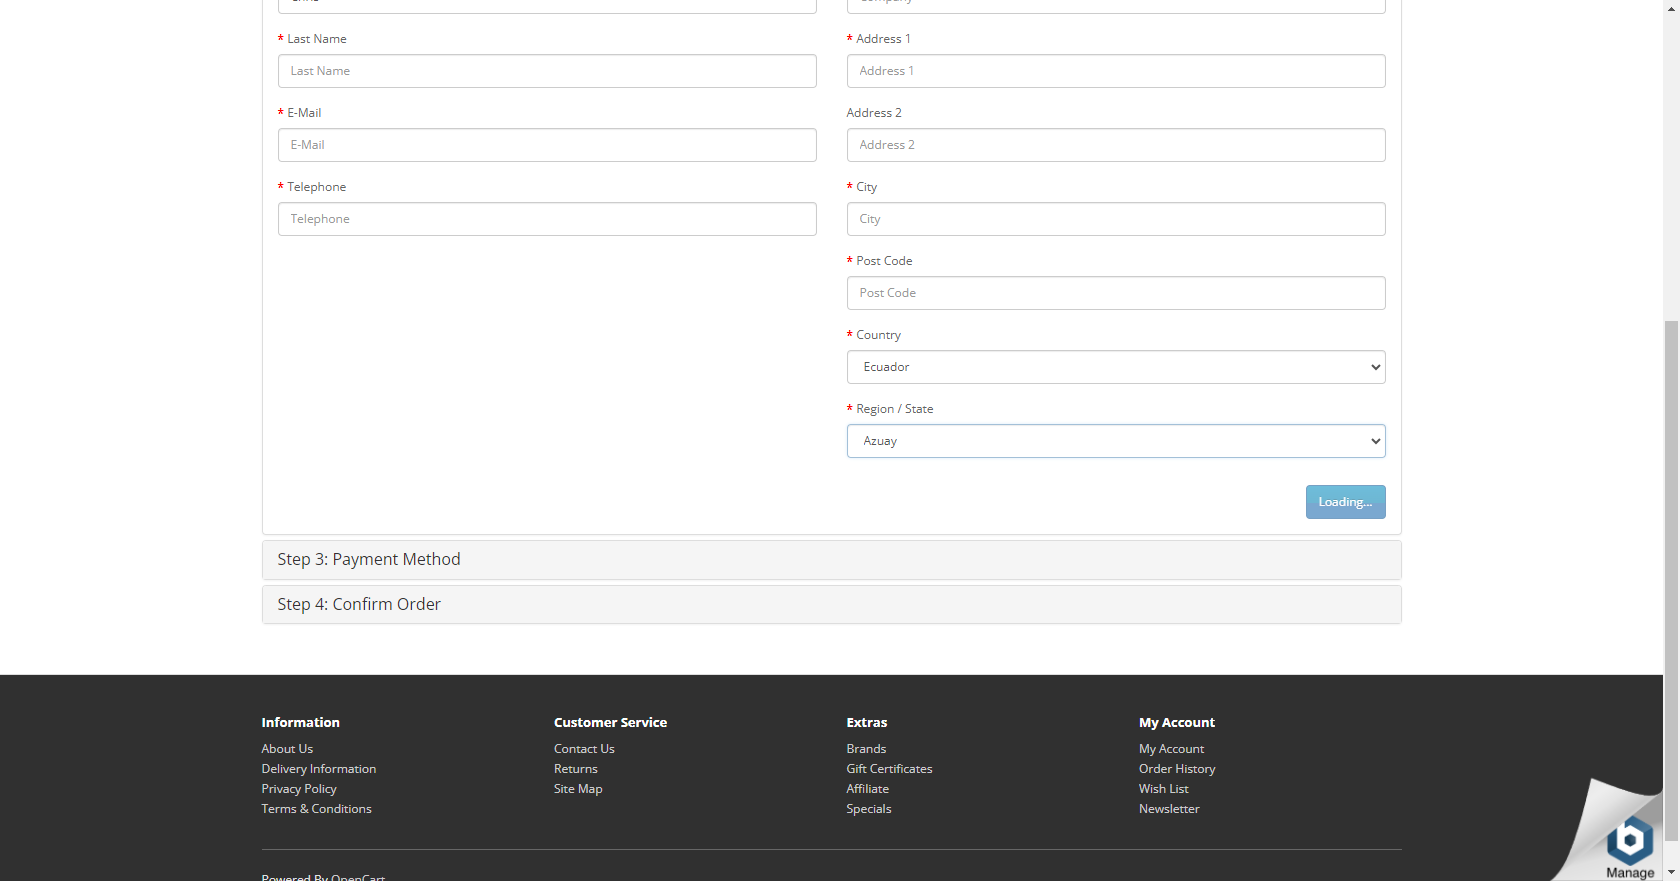 * Last Name
Last Name
* E-Mail
E-Mail
* Telephone
Telephone
Company
* Address 1
Address 1
Address 2
Address 2
* City
City
* Post Code
Post Code
* Country
Ecuador
* Region / State
Azuay
Loading...
Step 3: Payment Method
Step 4: Confirm Order
Information
About Us
Delivery Information
Privacy Policy
Terms & Conditions
Customer Service
Contact Us
Returns
Site Map
Extras
Brands
Gift Certificates
Affiliate
Specials
My Account
My Account
Order History
Wish List
Newsletter
Powered By OpenCart
b
Manage